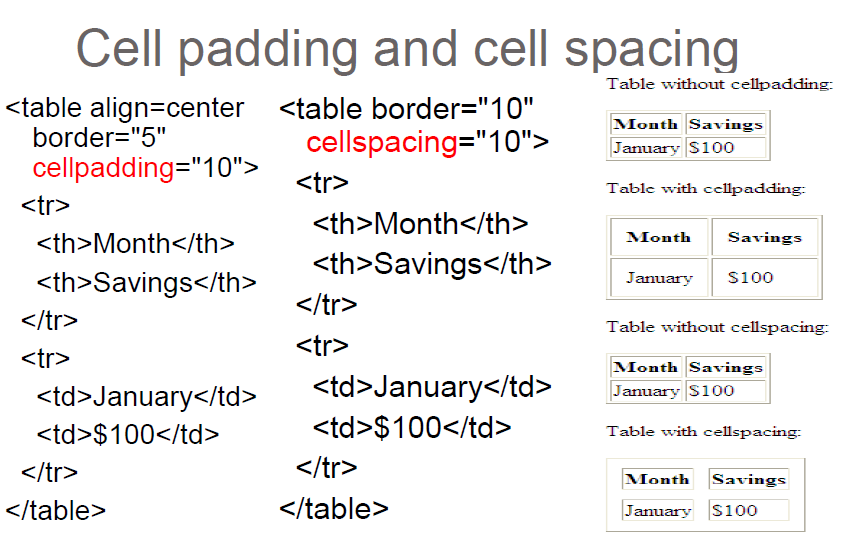 Cell padding and cell spacing
<table align=center
border="5"
cellpadding="10">
<tr>
<th>Month</th>
<th>Savings</th>
</tr>
<tr>
<td>January</td>
<td>$100</td>
</tr>
</table>
<table border="10"
cellspacing="10">
<tr>
<th>Month</th>
<th>Savings</th>
</tr>
<tr>
<td>January</td>
<td>$100</td>
</tr>
</table>
Table without cellpadding:
Month Savings
January $100
Table with cellpadding:
Month Savings
January $100
Table without cellspacing:
Month Savings
January $100
Table with cellspacing:
Month Savings
January $100